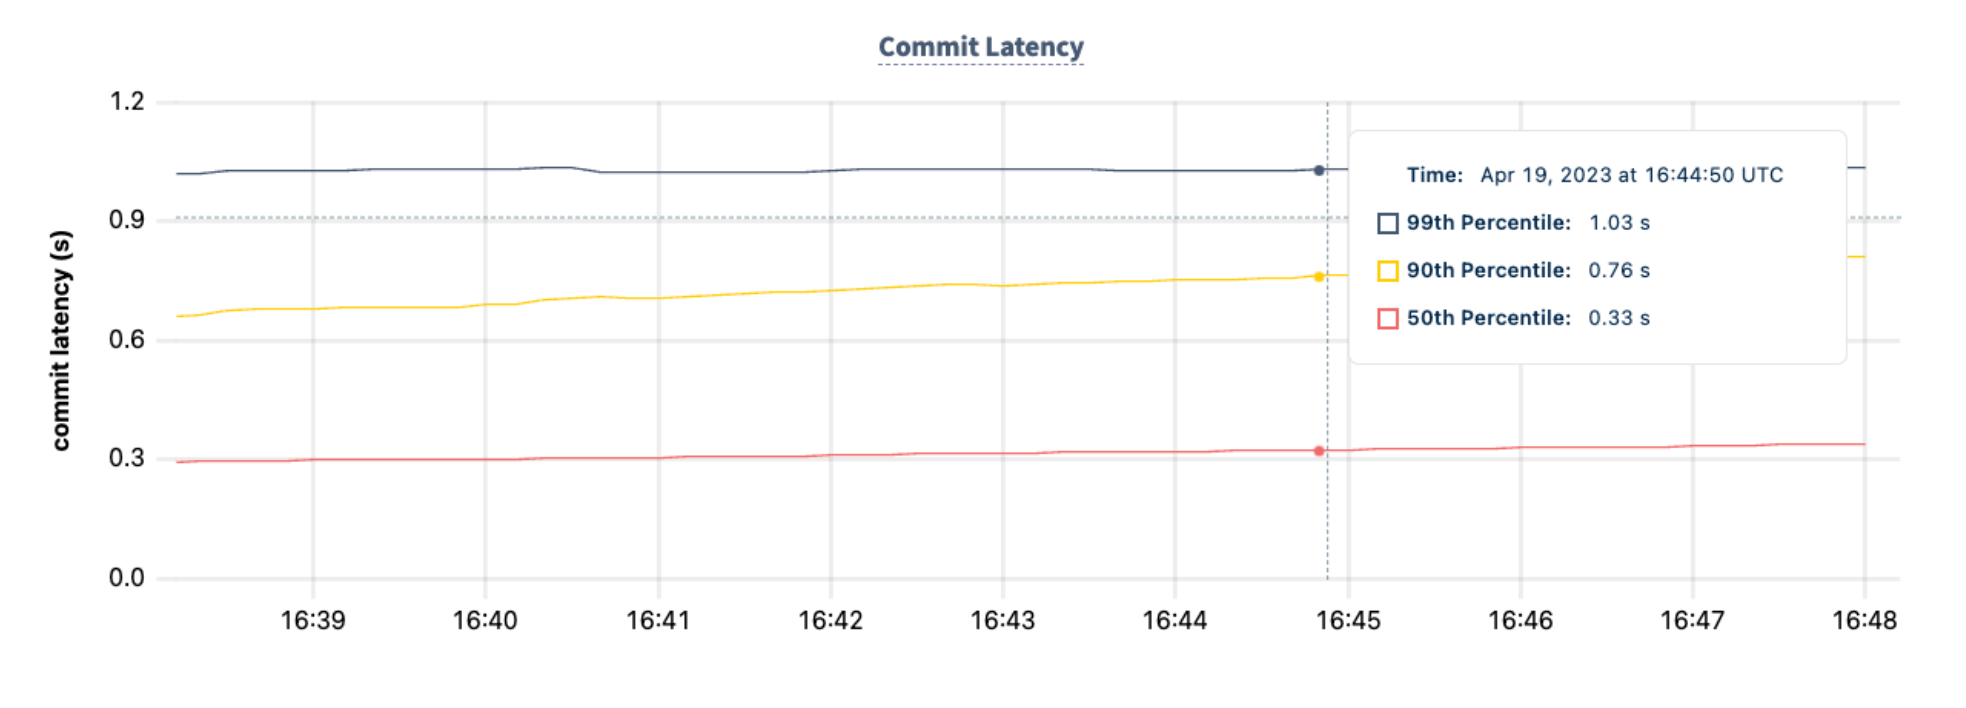 Commit Latency
1.2
0.9
0.6
0.3
0.0
commit latency (s)
Time: Apr 19, 2023 at 16:44:50 UTC
99th Percentile: 1.03 s
90th Percentile: 0.76 s
50th Percentile: 0.33 s
16:39 16:40 16:41 16:42 16:43 16:44 16:45 16:46 16:47 16:48